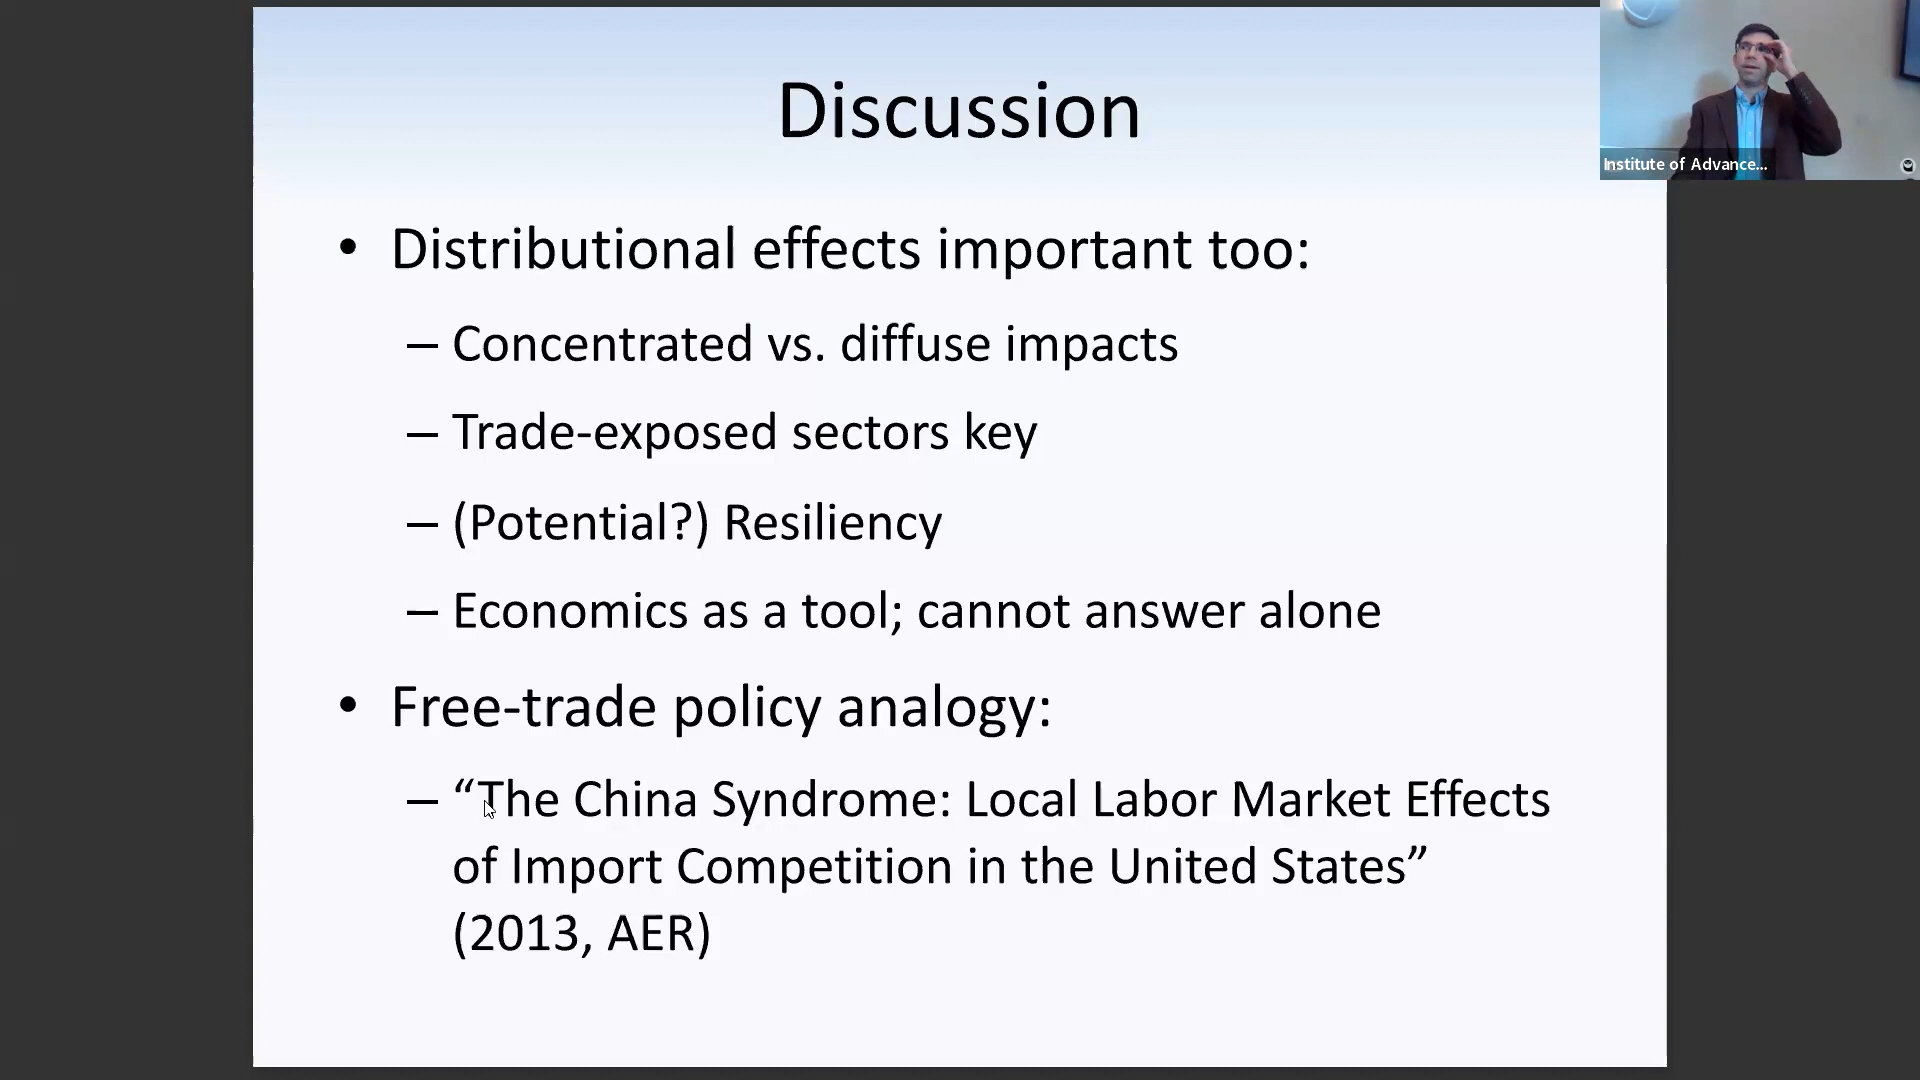 Discussion
Institute of Advance...
• Distributional effects important too:
– Concentrated vs. diffuse impacts
– Trade-exposed sectors key
– (Potential?) Resiliency
– Economics as a tool; cannot answer alone
• Free-trade policy analogy:
– “The China Syndrome: Local Labor Market Effects
of Import Competition in the United States”
(2013, AER)